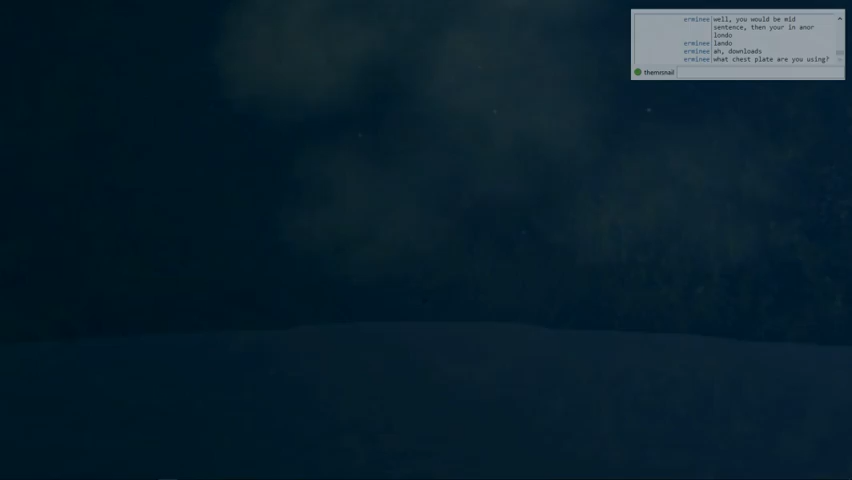 erminee well, you would be mid
sentence, then your in anor
londo
erminee lando
erminee ah, downloads
erminee what chest plate are you using?
themrsnail